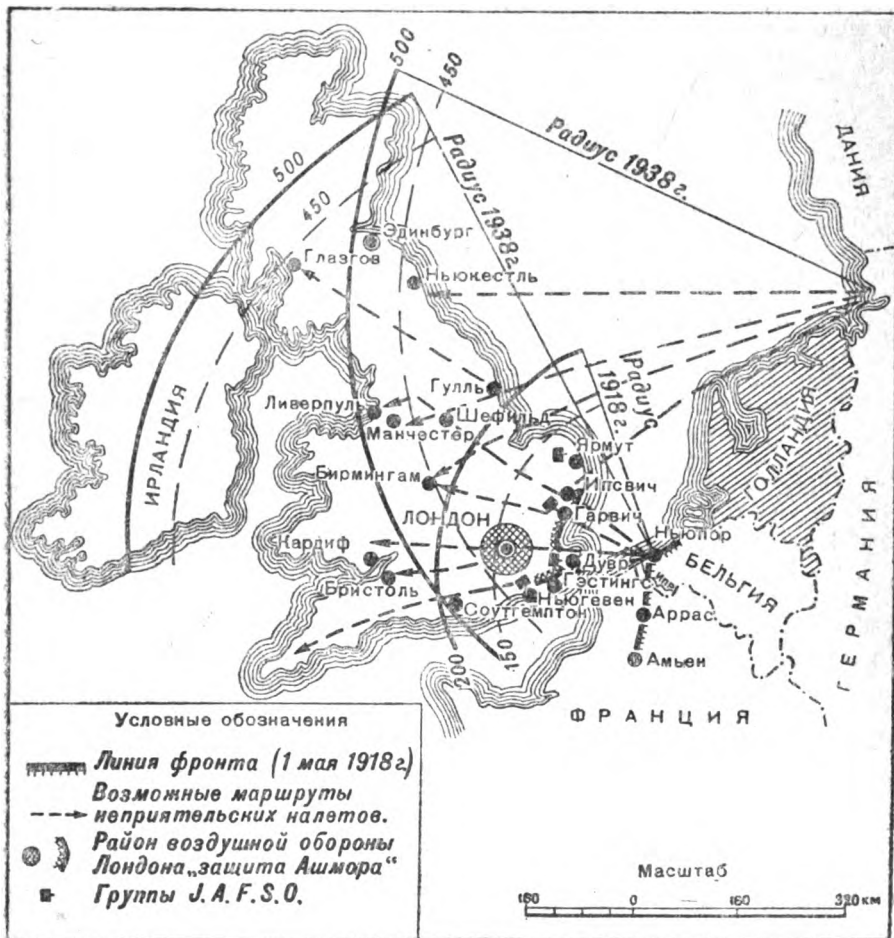 500
450
Радиус 1938 г.
ДАНИЯ
500
450
Радиус 1938 г.
Эдинбург
Глазгов
Ньюкестль
Радиус
1918 г.
Гулль
Ливерпуль
Шефильд
Манчестер
ИРЛАНДИЯ
Ярмут
ГОЛЛАНДИЯ
Бирмингам
Ипсвич
ЛОНДОН
Гарвич
Ньюпор
Кардиф
Дувр
БЕЛЬГИЯ
Бристоль
Гэстингс
Ньюгевен
Соутгемптон
Аррас
ГЕРМАНИЯ
200
150
Амьен
ФРАНЦИЯ
Условные обозначения
Линия фронта (1 мая 1918 г.)
Возможные маршруты
неприятельских налетов.
Район воздушной обороны
Лондона „защита Ашмора“
Группы J. A. F. S. O.
Масштаб
160 0 160 320 км